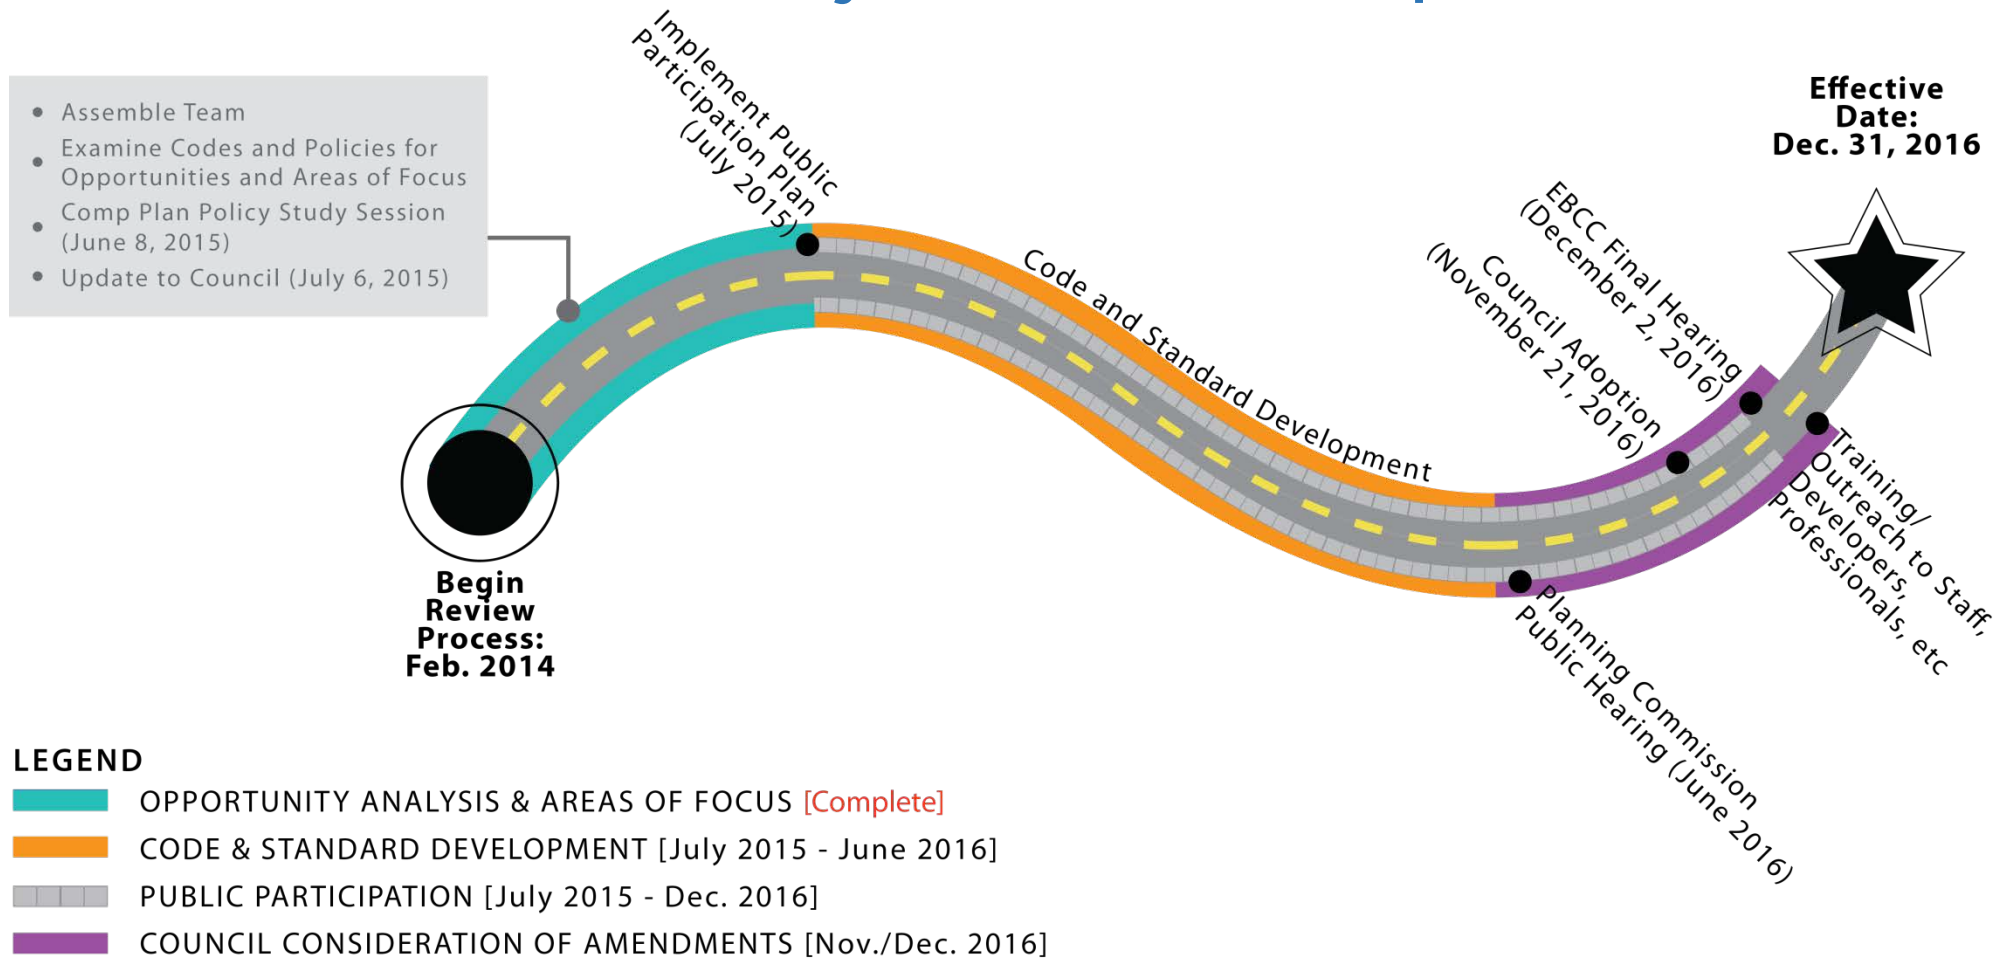 Assemble Team
Examine Codes and Policies for
Opportunities and Areas of Focus
Comp Plan Policy Study Session
(June 8, 2015)
Update to Council (July 6, 2015)
Implement Public
Participation Plan
(July 2015)
Code and Standard Development
Council Adoption
(November 21, 2016)
EBCC Final Hearing
(December 2, 2016)
Effective
Date:
Dec. 31, 2016
Training/
Outreach to Staff,
Developers,
Professionals, etc
Planning Commission
Public Hearing (June 2016)
Begin
Review
Process:
Feb. 2014
LEGEND
OPPORTUNITY ANALYSIS & AREAS OF FOCUS [Complete]
CODE & STANDARD DEVELOPMENT [July 2015 - June 2016]
PUBLIC PARTICIPATION [July 2015 - Dec. 2016]
COUNCIL CONSIDERATION OF AMENDMENTS [Nov./Dec. 2016]